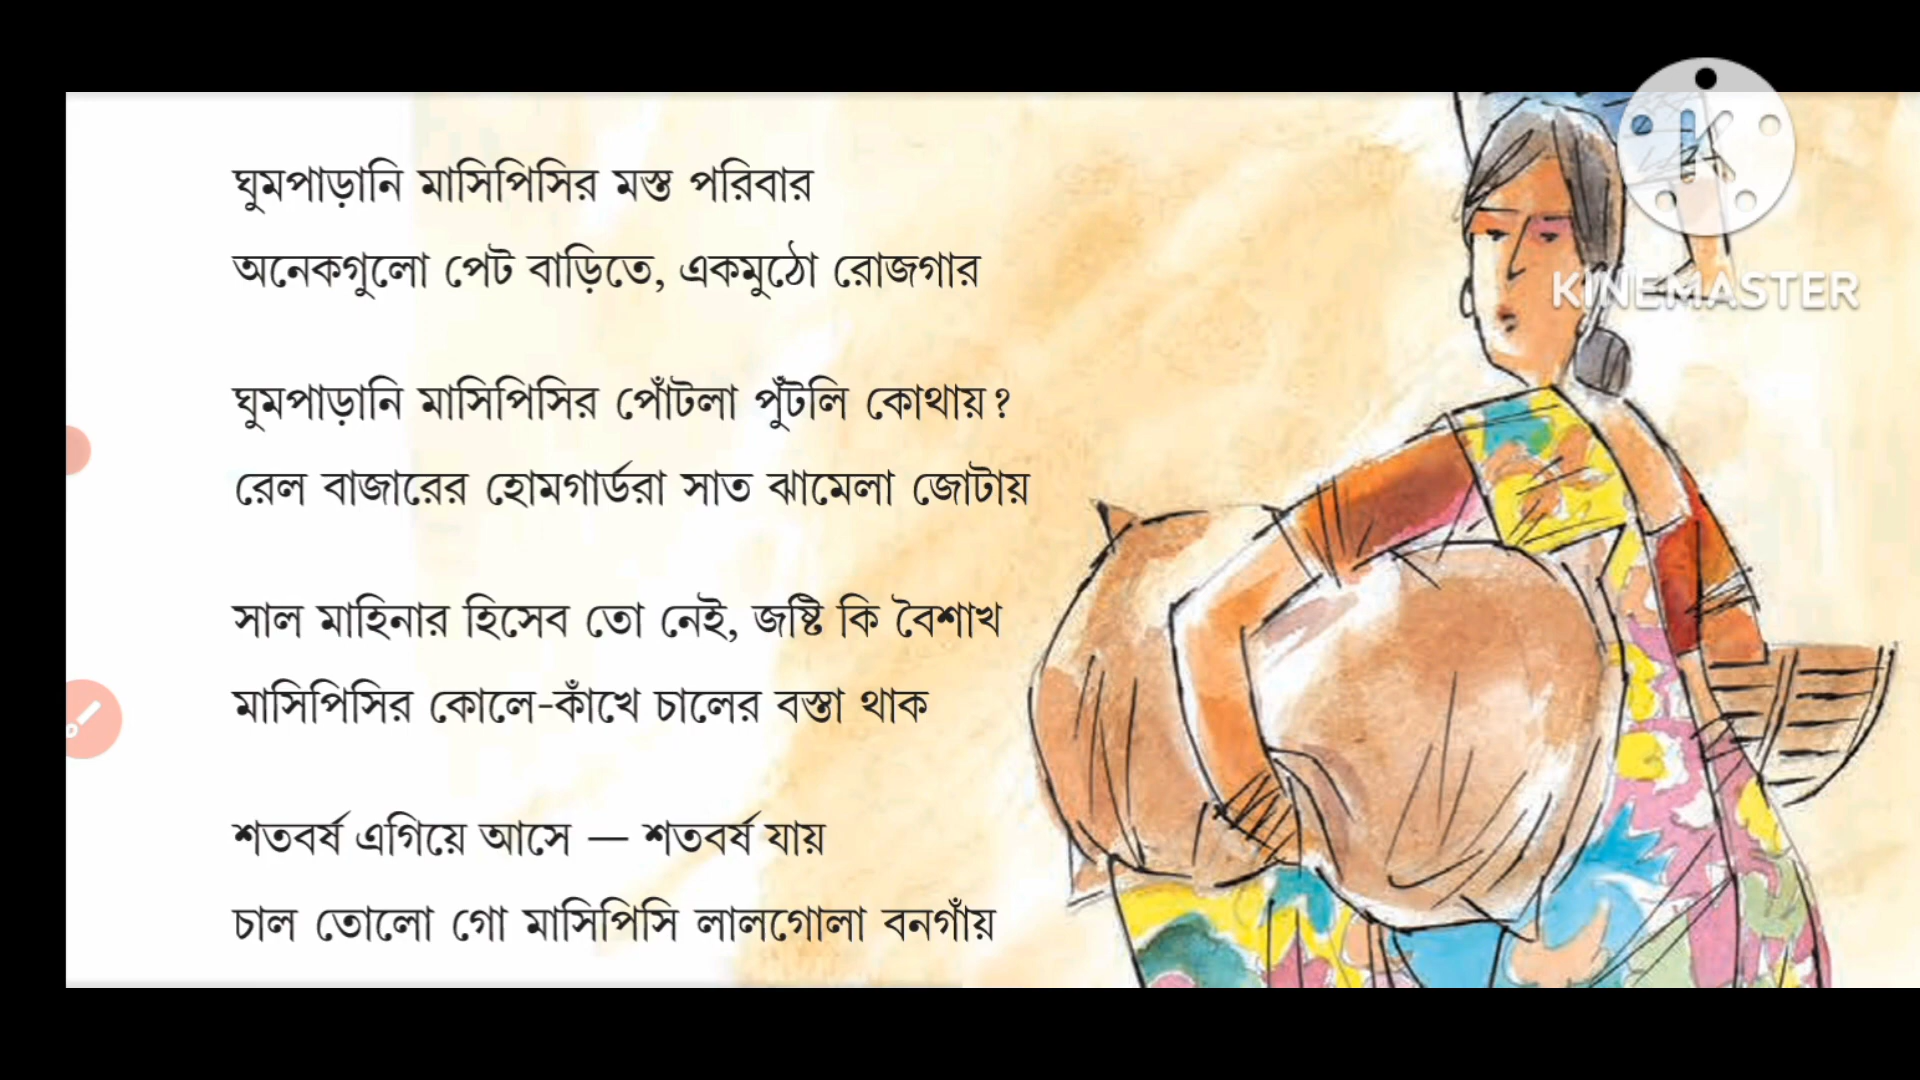 ঘুমপাড়ানি মাসিপিসির মস্ত পরিবার
অনেকগুলো পেট বাড়িতে, একমুঠো রোজগার
ঘুমপাড়ানি মাসিপিসির পোঁটলা পুঁটলি কোথায়?
রেল বাজারের হোমগার্ডরা সাত ঝামেলা জোটায়
সাল মাহিনার হিসেব তো নেই, জষ্টি কি বৈশাখ
মাসিপিসির কোলে-কাঁখে চালের বস্তা থাক
শতবর্ষ এগিয়ে আসে — শতবর্ষ যায়
চাল তোলো গো মাসিপিসি লালগোলা বনগাঁয়
K
KINEMASTER